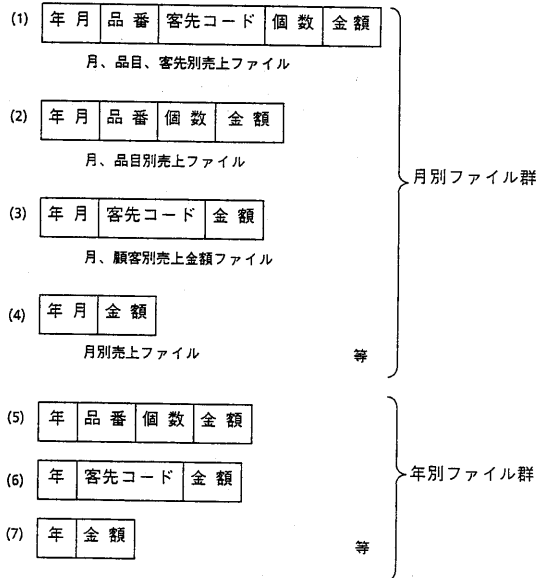 (1) 年月 品番 客先コード 個数 金額
月、品目、客先別売上ファイル
(2) 年月 品番 個数 金額
月、品目別売上ファイル
月別ファイル群
(3) 年月 客先コード 金額
月、顧客別売上金額ファイル
(4) 年月 金額
月別売上ファイル 等
(5) 年 品番 個数 金額
(6) 年 客先コード 金額
年別ファイル群
(7) 年 金額
等